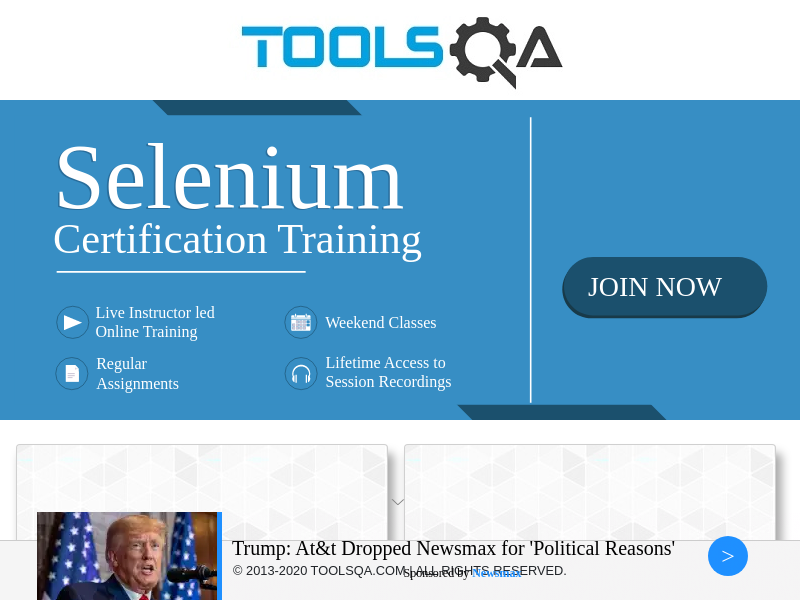 TOOLSQA
Selenium
Certification Training
Live Instructor led
Online Training
Weekend Classes
Regular
Assignments
Lifetime Access to
Session Recordings
JOIN NOW
Trump: At&t Dropped Newsmax for 'Political Reasons'
>
© 2013-2020 TOOLSQA.COM | ALL RIGHTS RESERVED.
Sponsored by Newsmax